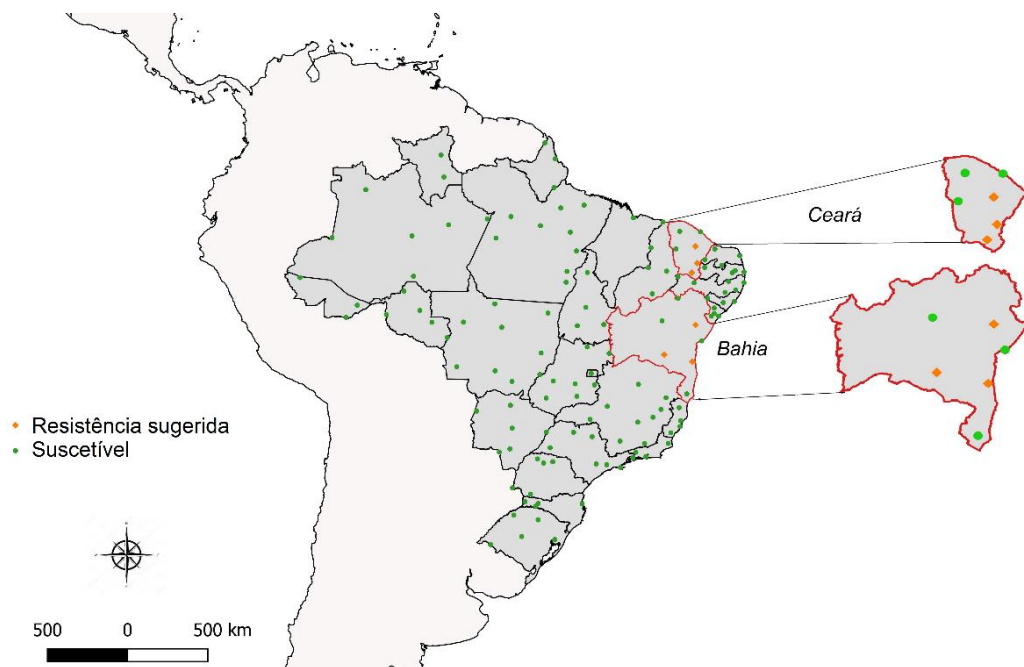 Ceará
Bahia
Resistência sugerida
Suscetível
500 0 500 km